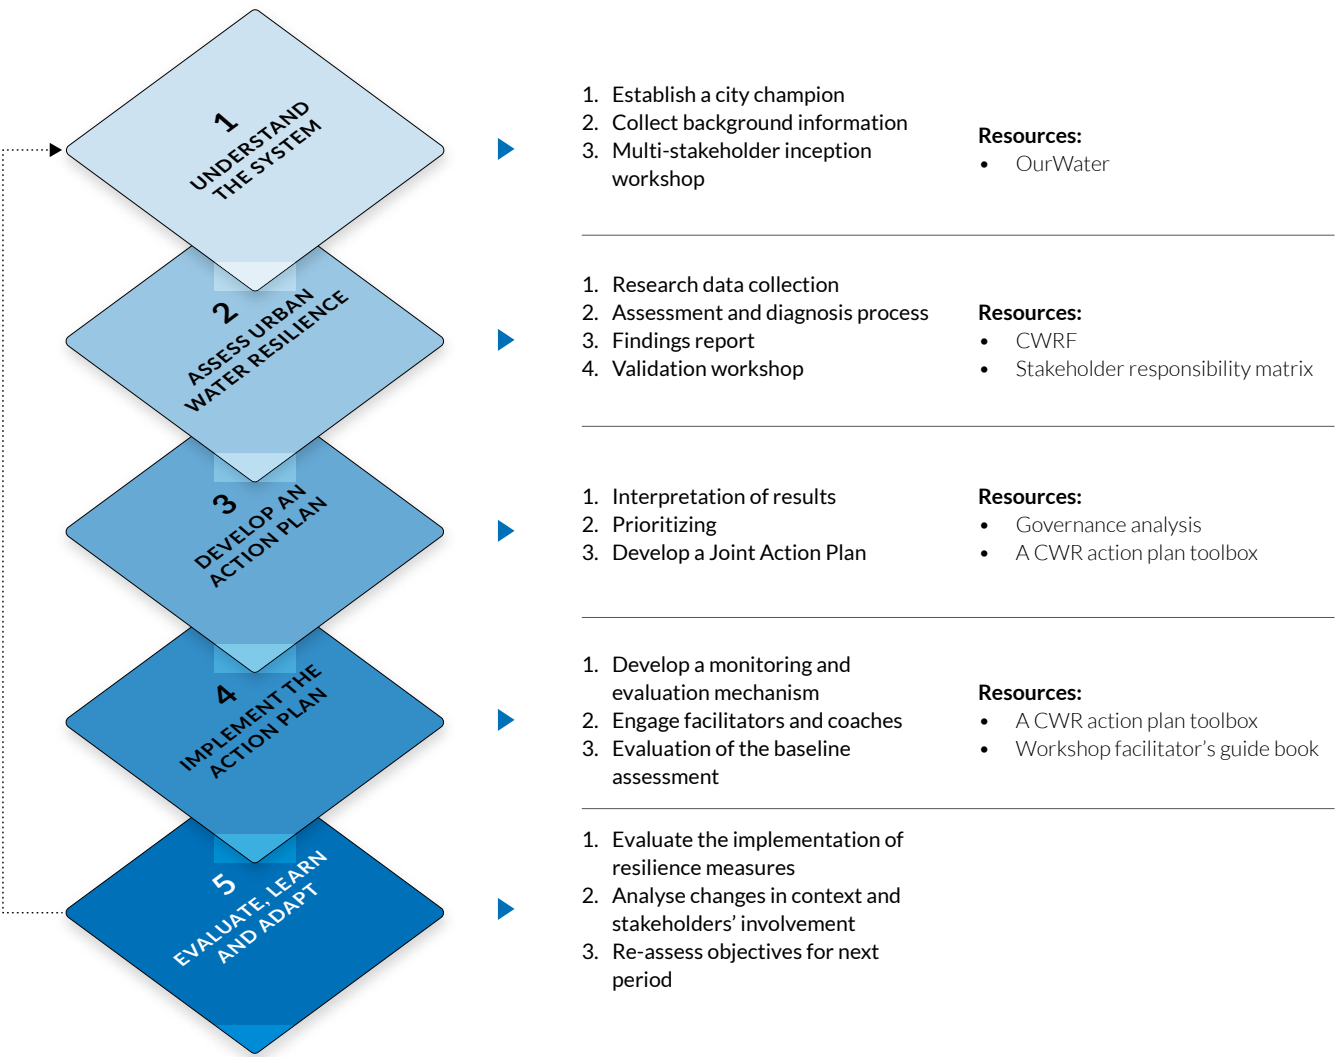 1
UNDERSTAND
THE SYSTEM
1. Establish a city champion
2. Collect background information
3. Multi-stakeholder inception
workshop
Resources:
• OurWater
2
ASSESS URBAN
WATER RESILIENCE
1. Research data collection
2. Assessment and diagnosis process
3. Findings report
4. Validation workshop
Resources:
• CWRF
• Stakeholder responsibility matrix
3
DEVELOP AN
ACTION PLAN
1. Interpretation of results
2. Prioritizing
3. Develop a Joint Action Plan
Resources:
• Governance analysis
• A CWR action plan toolbox
4
IMPLEMENT THE
ACTION PLAN
1. Develop a monitoring and
evaluation mechanism
2. Engage facilitators and coaches
3. Evaluation of the baseline
assessment
Resources:
• A CWR action plan toolbox
• Workshop facilitator’s guide book
5
EVALUATE, LEARN
AND ADAPT
1. Evaluate the implementation of
resilience measures
2. Analyse changes in context and
stakeholders’ involvement
3. Re-assess objectives for next
period